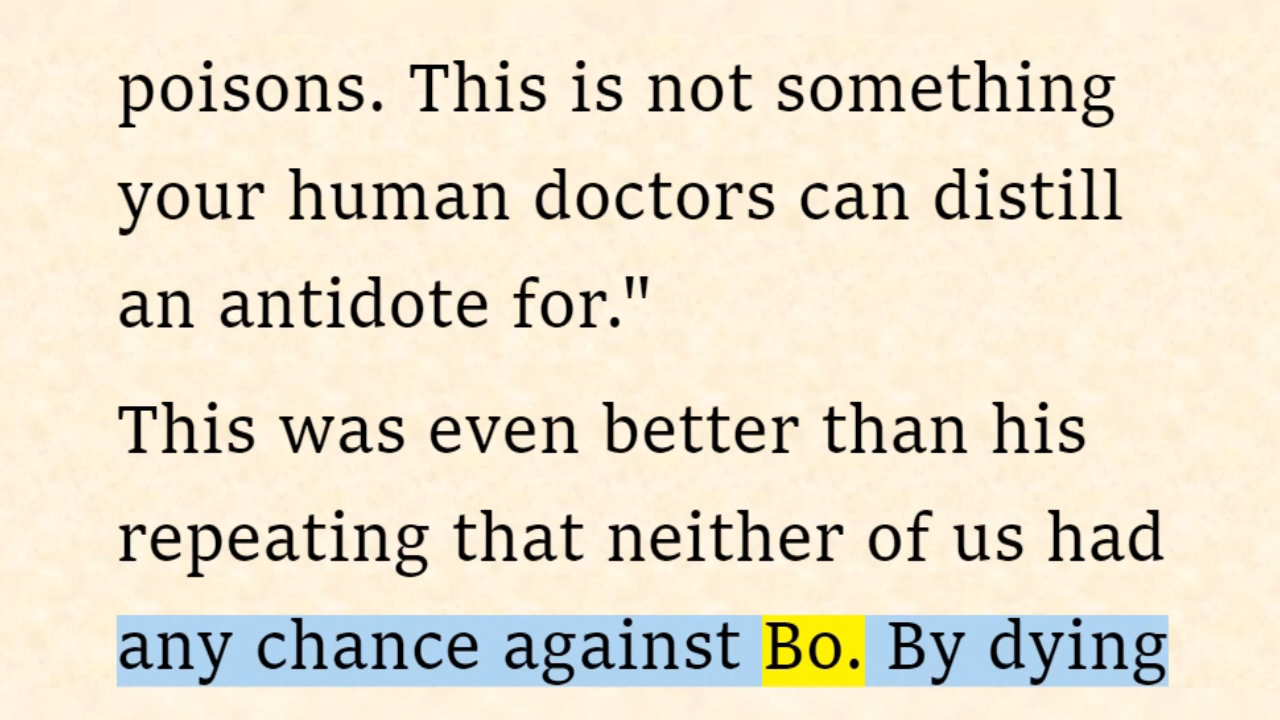 poisons. This is not something
your human doctors can distill
an antidote for."
This was even better than his
repeating that neither of us had
any chance against Bo. By dying